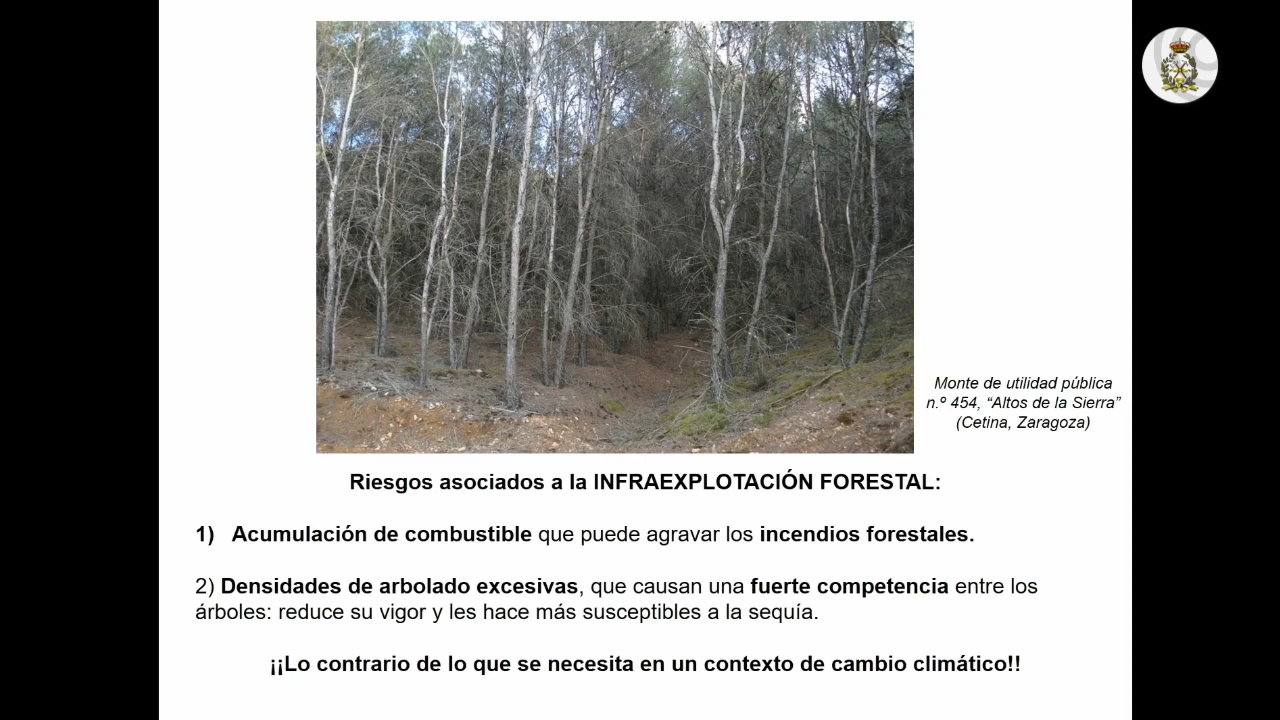 Monte de utilidad pública
n.º 454, “Altos de la Sierra”
(Cetina, Zaragoza)
Riesgos asociados a la INFRAEXPLOTACIÓN FORESTAL:
1) Acumulación de combustible que puede agravar los incendios forestales.
2) Densidades de arbolado excesivas, que causan una fuerte competencia entre los
árboles: reduce su vigor y les hace más susceptibles a la sequía.
¡¡Lo contrario de lo que se necesita en un contexto de cambio climático!!